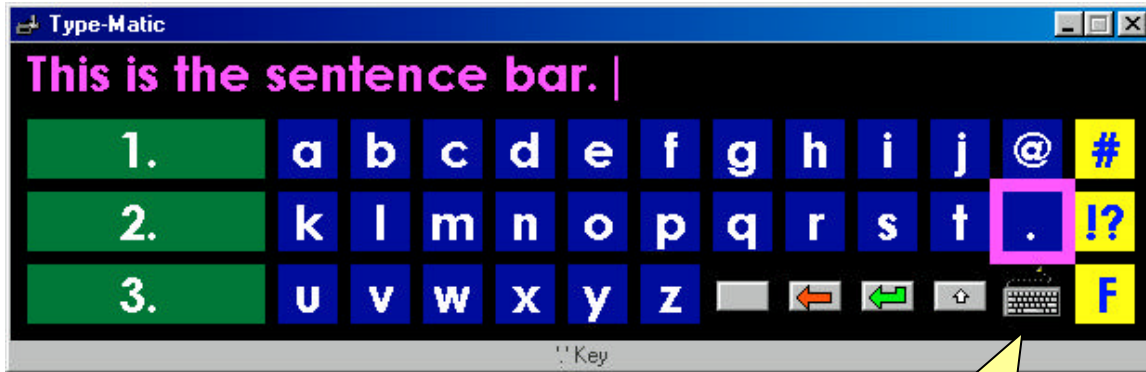 Type-Matic
This is the sentence bar.
1. a b c d e f g h i j @ #
2. k l m n o p q r s t . !?
3. u v w x y z F
'.' Key